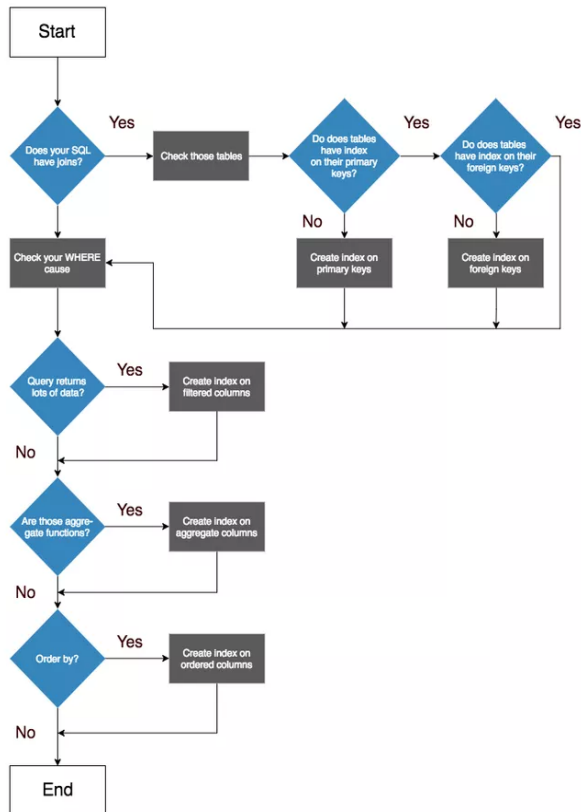 Start
Does your SQL
have joins?
Yes
Check those tables
Do does tables
have index
on their primary
keys?
Yes
Do does tables
have index on their
foreign keys?
Yes
No
Create index on
primary keys
No
Create index on
foreign keys
Check your WHERE
cause
Query returns
lots of data?
Yes
Create index on
filtered columns
No
Are those aggre-
gate functions?
Yes
Create index on
aggregate columns
No
Order by?
Yes
Create index on
ordered columns
No
End